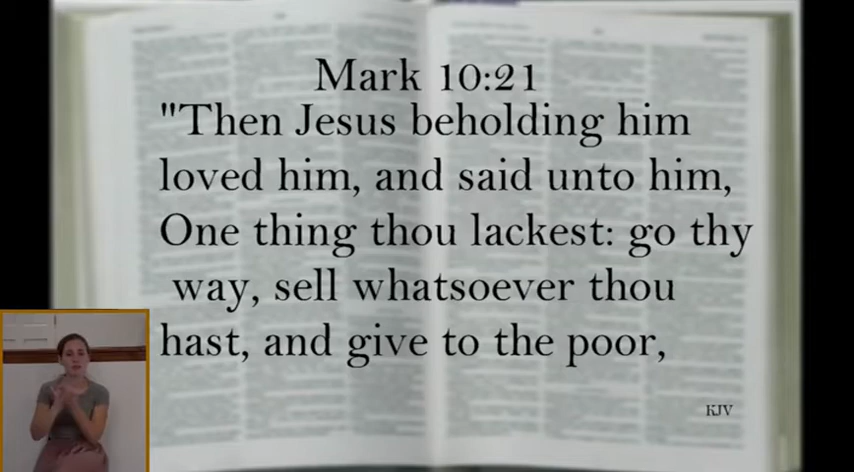 Mark 10:21
"Then Jesus beholding him
loved him, and said unto him,
One thing thou lackest: go thy
way, sell whatsoever thou
hast, and give to the poor,
KJV